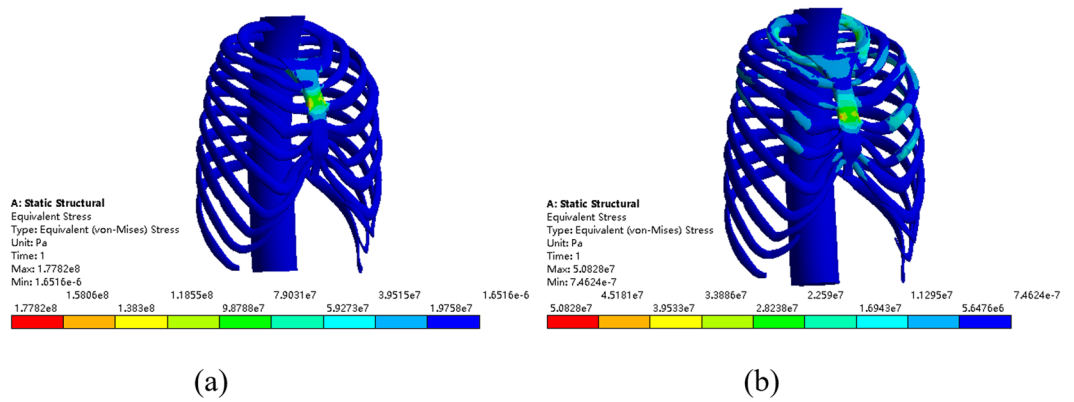 A: Static Structural
Equivalent Stress
Type: Equivalent (von-Mises) Stress
Unit: Pa
Time: 1
Max: 1.7782e8
Min: 1.6516e-6
1.5806e8 1.1855e8 7.9031e7 3.9515e7 1.6516e-6
1.7782e8 1.383e8 9.8788e7 5.9273e7 1.9758e7
(a)
A: Static Structural
Equivalent Stress
Type: Equivalent (von-Mises) Stress
Unit: Pa
Time: 1
Max: 5.0828e7
Min: 7.4624e-7
4.5181e7 3.3886e7 2.259e7 1.1295e7 7.4624e-7
5.0828e7 3.9533e7 2.8238e7 1.6943e7 5.6476e6
(b)